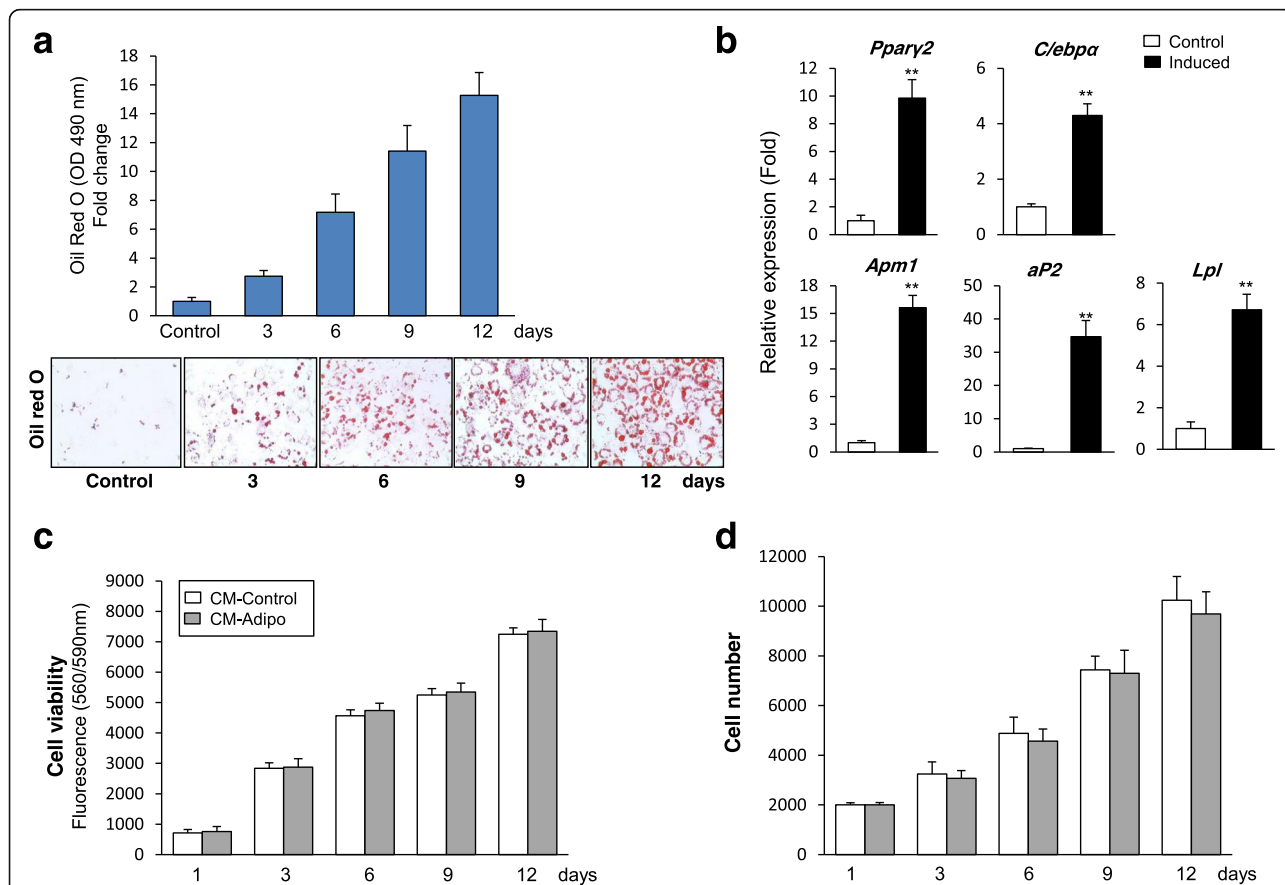 a
Oil Red O (OD 490 nm)
Fold change
18
16
14
12
10
8
6
4
2
0
Control 3 6 9 12 days
Oil red O
Control 3 6 9 12 days
b
Control
Induced
Relative expression (Fold)
Pparγ2
**
12
10
8
6
4
2
0
C/ebpα
**
6
4
2
0
Apm1
**
18
15
12
9
6
3
0
aP2
**
50
40
30
20
10
0
Lpl
**
8
6
4
2
0
c
Cell viability
Fluorescence (560/590nm)
CM-Control
CM-Adipo
9000
8000
7000
6000
5000
4000
3000
2000
1000
0
1 3 6 9 12 days
d
Cell number
12000
10000
8000
6000
4000
2000
0
1 3 6 9 12 days